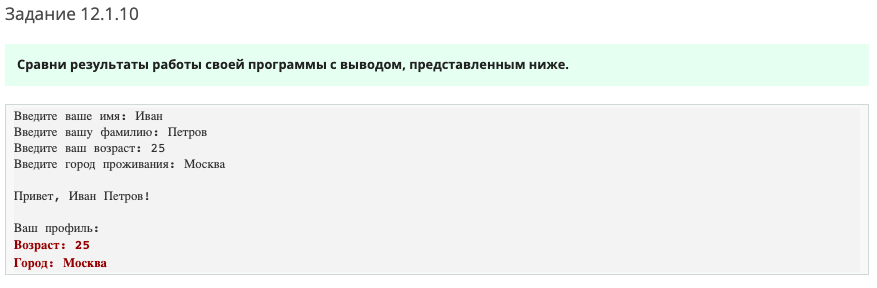 Задание 12.1.10
Сравни результаты работы своей программы с выводом, представленным ниже.
Введите ваше имя: Иван
Введите вашу фамилию: Петров
Введите ваш возраст: 25
Введите город проживания: Москва
Привет, Иван Петров!
Ваш профиль:
Возраст: 25
Город: Москва